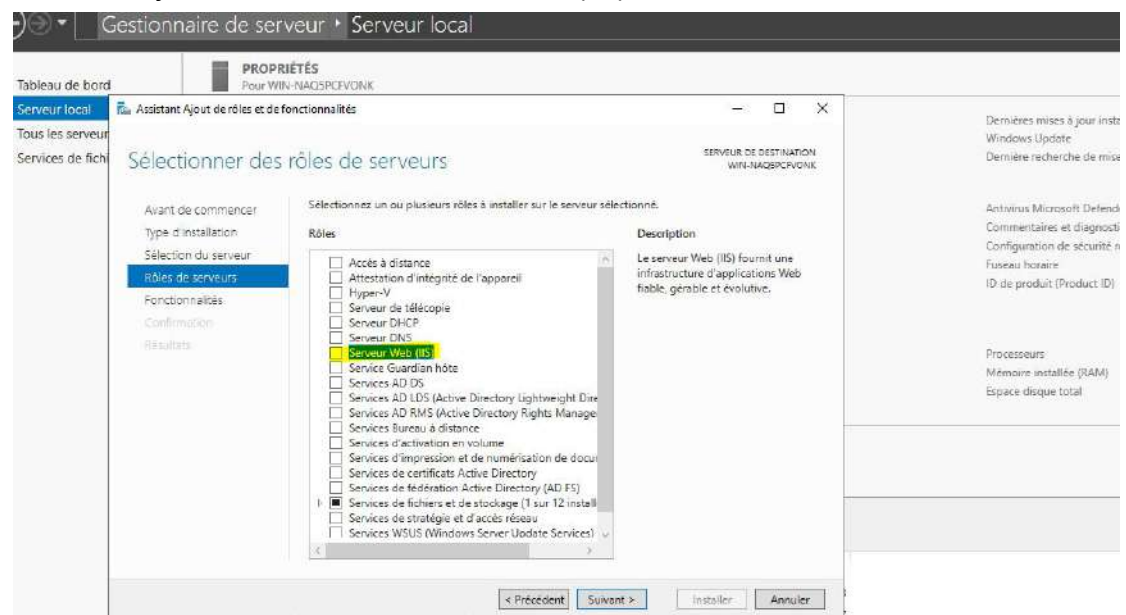 Gestionnaire de serveur ‣ Serveur local
Tableau de bord
Serveur local
Tous les serveur
Services de fichi
PROPRIÉTÉS
Pour WIN-NAQ5PCFVONK
Assistant Ajout de rôles et de fonctionnalités
Sélectionner des rôles de serveurs
SERVEUR DE DESTINATION
WIN-NAQ5PCFVONK
Avant de commencer
Type d'installation
Sélection du serveur
Rôles de serveurs
Fonctionnalités
Confirmation
Résultats
Sélectionnez un ou plusieurs rôles à installer sur le serveur sélectionné.
Rôles
Accès à distance
Attestation d'intégrité de l'appareil
Hyper-V
Serveur de télécopie
Serveur DHCP
Serveur DNS
Serveur Web (IIS)
Service Guardian hôte
Services AD DS
Services AD LDS (Active Directory Lightweight Dire
Services AD RMS (Active Directory Rights Manage
Services Bureau à distance
Services d'activation en volume
Services d'impression et de numérisation de docu
Services de certificats Active Directory
Services de fédération Active Directory (AD FS)
Services de fichiers et de stockage (1 sur 12 install
Services de stratégie et d'accès réseau
Services WSUS (Windows Server Update Services)
Description
Le serveur Web (IIS) fournit une
infrastructure d'applications Web
fiable, gérable et évolutive.
< Précédent
Suivant >
Installer
Annuler
Dernières mises à jour insta
Windows Update
Dernière recherche de mise
Antivirus Microsoft Defend
Commentaires et diagnosti
Configuration de sécurité r
Fuseau horaire
ID de produit (Product ID)
Processeurs
Mémoire installée (RAM)
Espace disque total